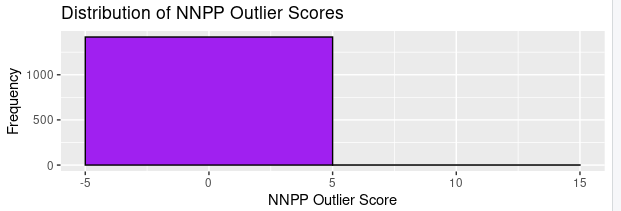 Distribution of NNPP Outlier Scores
Frequency
1000
500
0
-5 0 5 10 15
NNPP Outlier Score